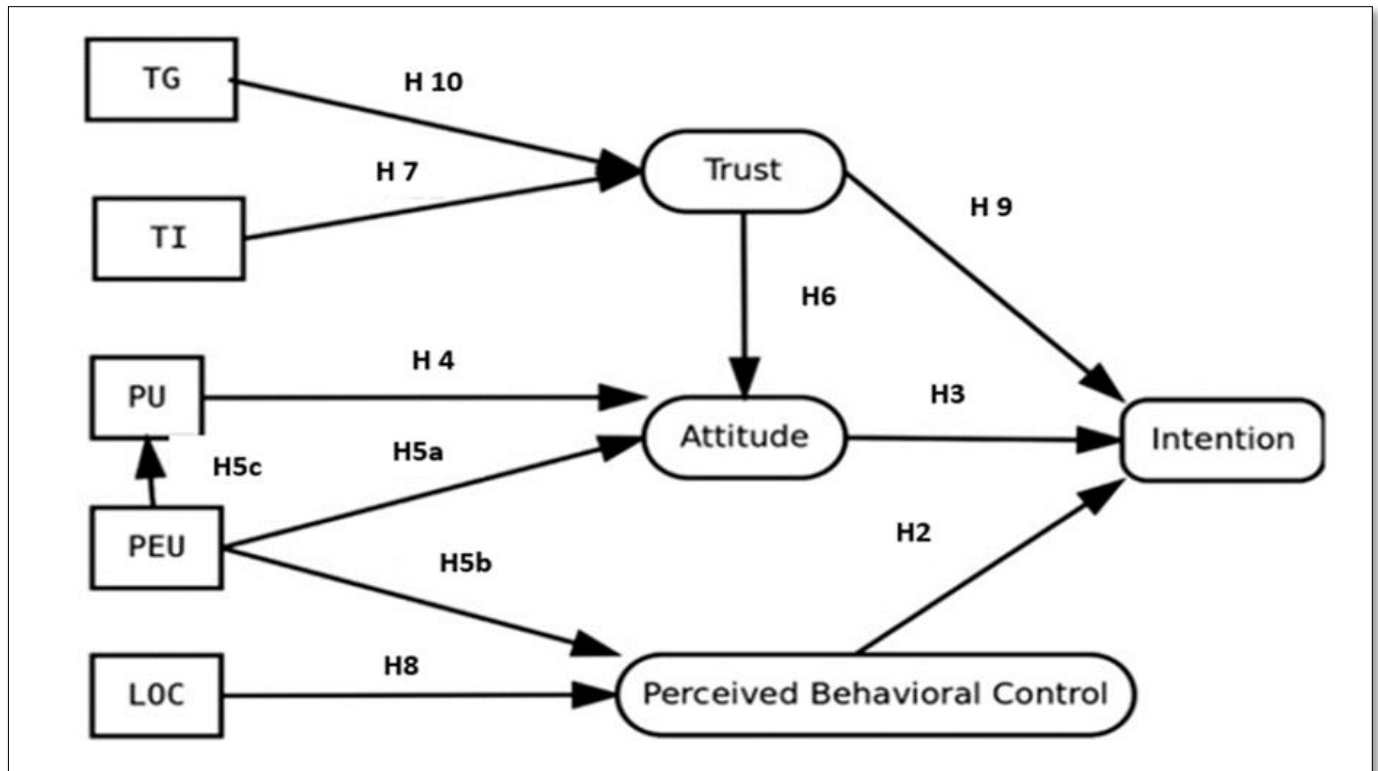 TG
H 10
TI
H 7
Trust
H 9
H6
PU
H 4
H5c
PEU
H5a
Attitude
H3
Intention
H5b
H2
LOC
H8
Perceived Behavioral Control